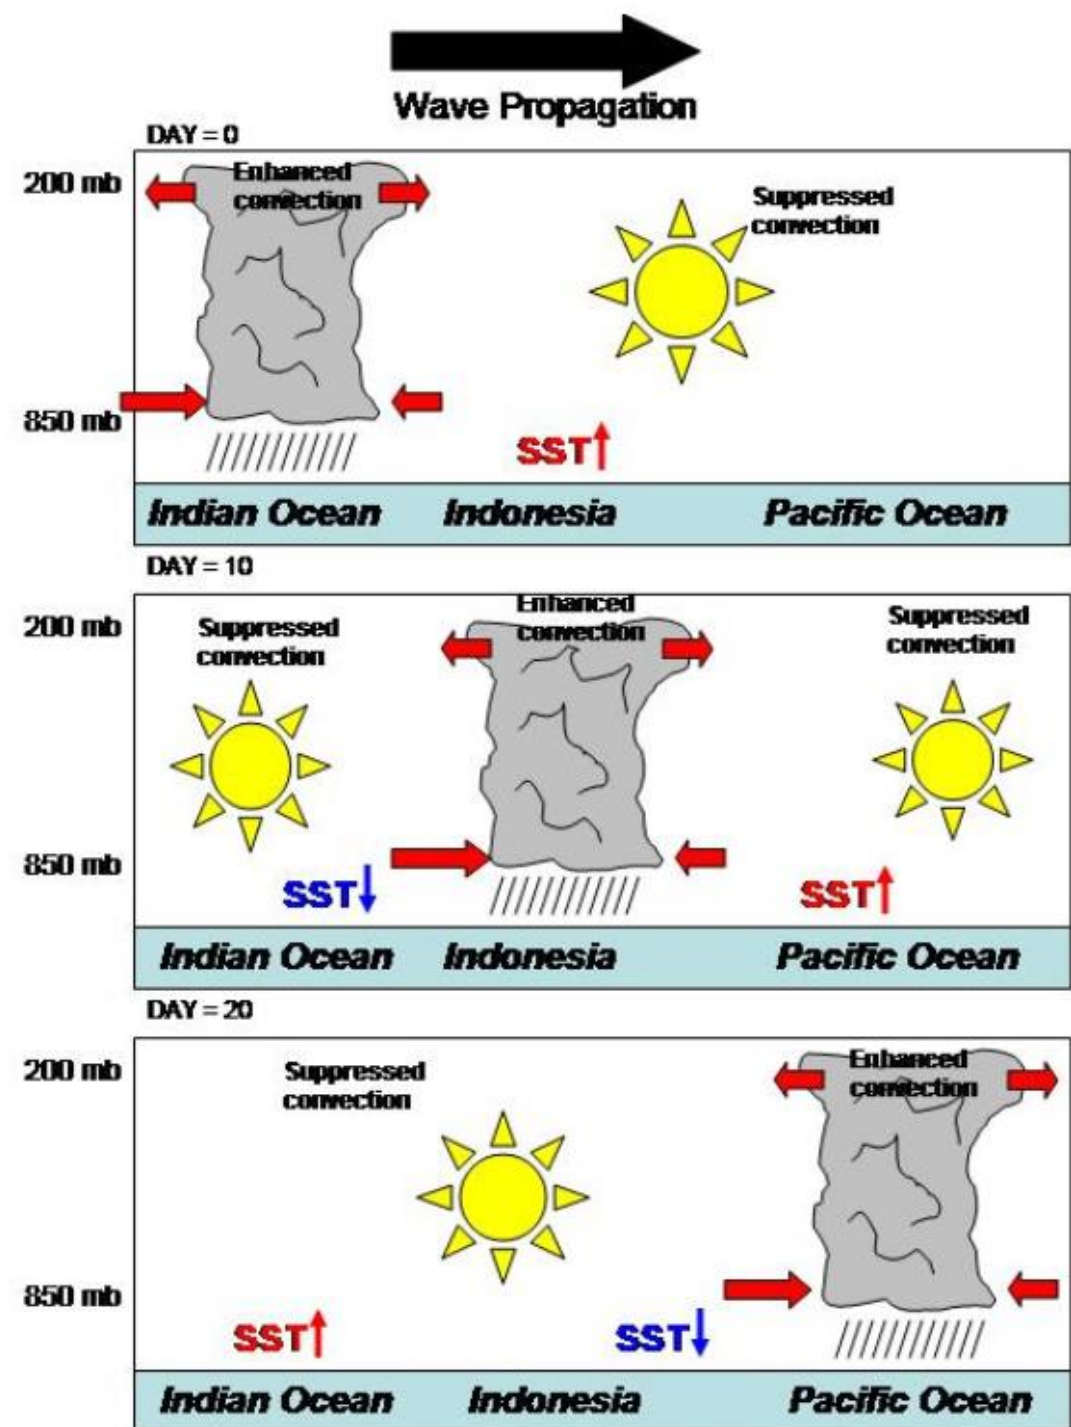 Wave Propagation
DAY = 0
200 mb
Enhanced
convection
Suppressed
convection
850 mb
SST
Indian Ocean Indonesia Pacific Ocean
DAY = 10
200 mb
Suppressed
convection
Enhanced
convection
Suppressed
convection
850 mb
SST SST
Indian Ocean Indonesia Pacific Ocean
DAY = 20
200 mb
Suppressed
convection
Enhanced
convection
850 mb
SST SST
Indian Ocean Indonesia Pacific Ocean